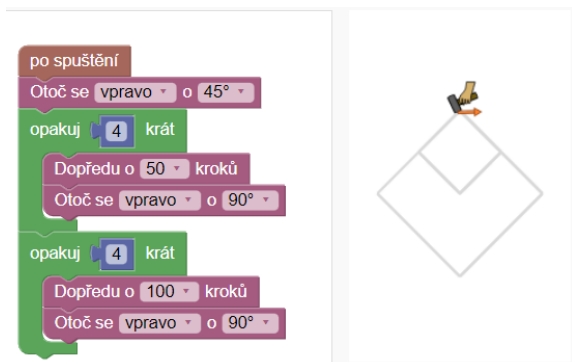 po spuštění
Otoč se vpravo o 45°
opakuj 4 krát
Dopředu o 50 kroků
Otoč se vpravo o 90°
opakuj 4 krát
Dopředu o 100 kroků
Otoč se vpravo o 90°